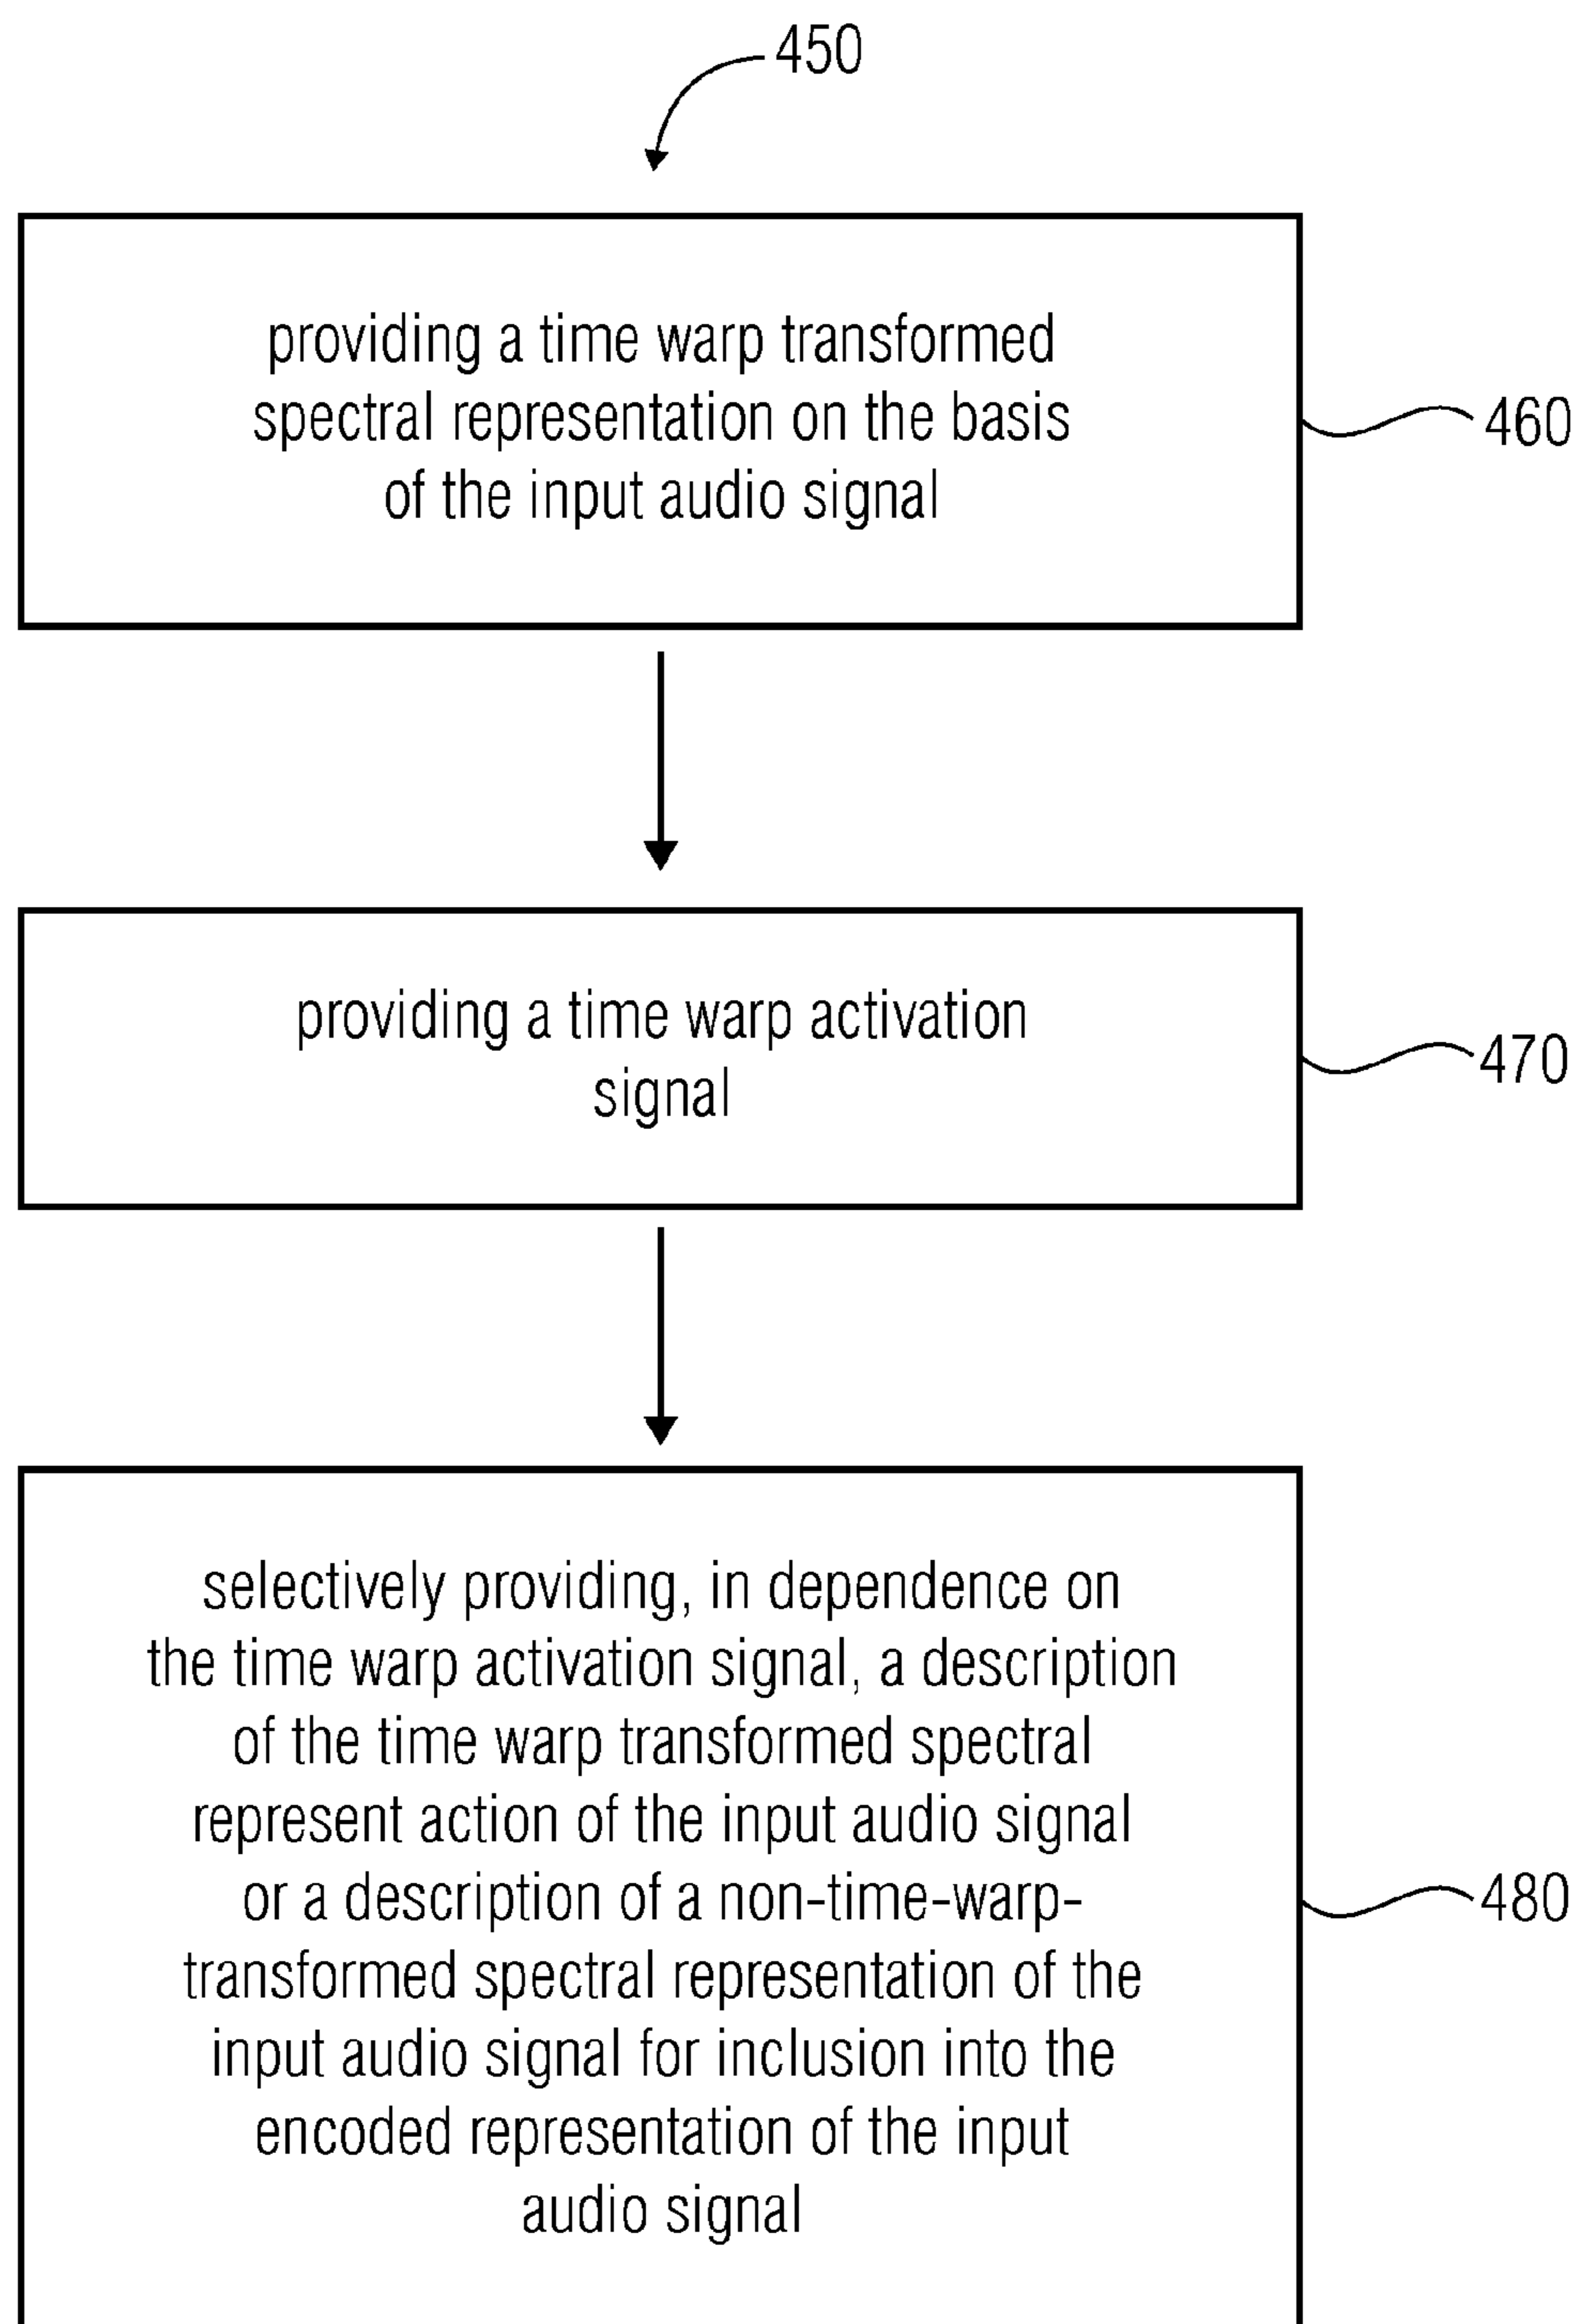 450
providing a time warp transformed
spectral representation on the basis
of the input audio signal
460
providing a time warp activation
signal
470
selectively providing, in dependence on
the time warp activation signal, a description
of the time warp transformed spectral
represent action of the input audio signal
or a description of a non-time-warp-
transformed spectral representation of the
input audio signal for inclusion into the
encoded representation of the input
audio signal
480